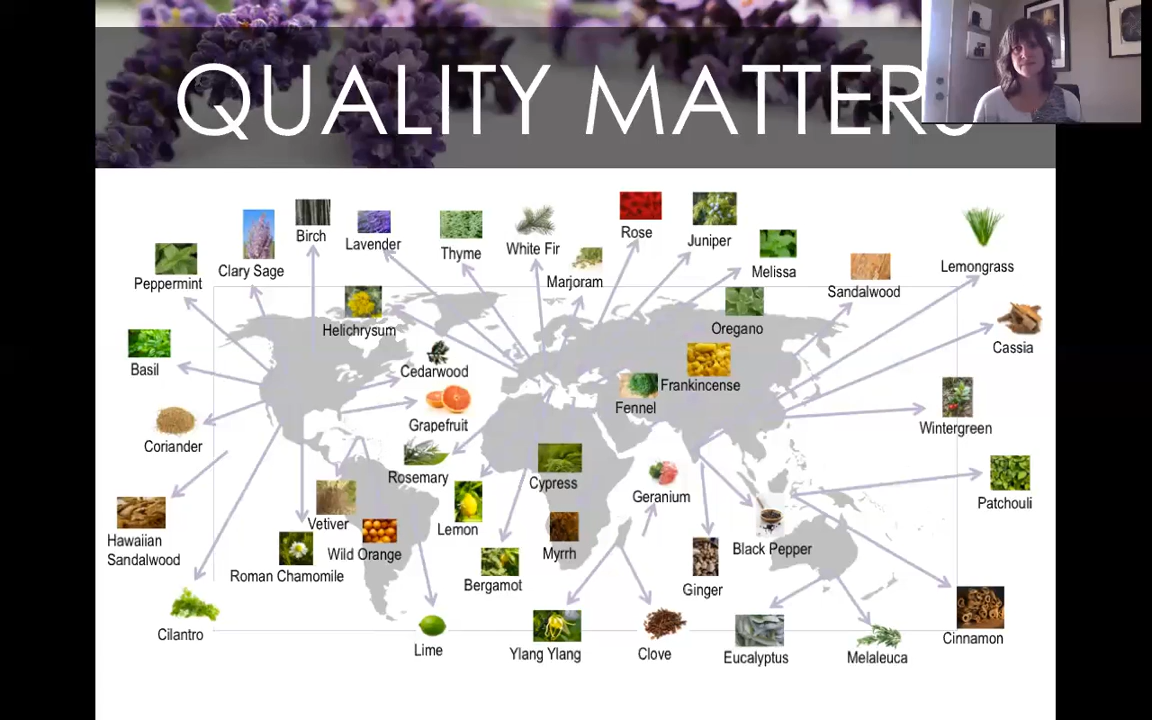 QUALITY MATTERS
Birch
Lavender
Thyme
White Fir
Rose
Juniper
Melissa
Lemongrass
Peppermint
Clary Sage
Marjoram
Sandalwood
Helichrysum
Oregano
Cassia
Basil
Cedarwood
Frankincense
Fennel
Grapefruit
Wintergreen
Coriander
Rosemary
Cypress
Geranium
Patchouli
Vetiver
Lemon
Hawaiian
Sandalwood
Wild Orange
Myrrh
Black Pepper
Roman Chamomile
Bergamot
Ginger
Cilantro
Lime
Ylang Ylang
Clove
Eucalyptus
Melaleuca
Cinnamon